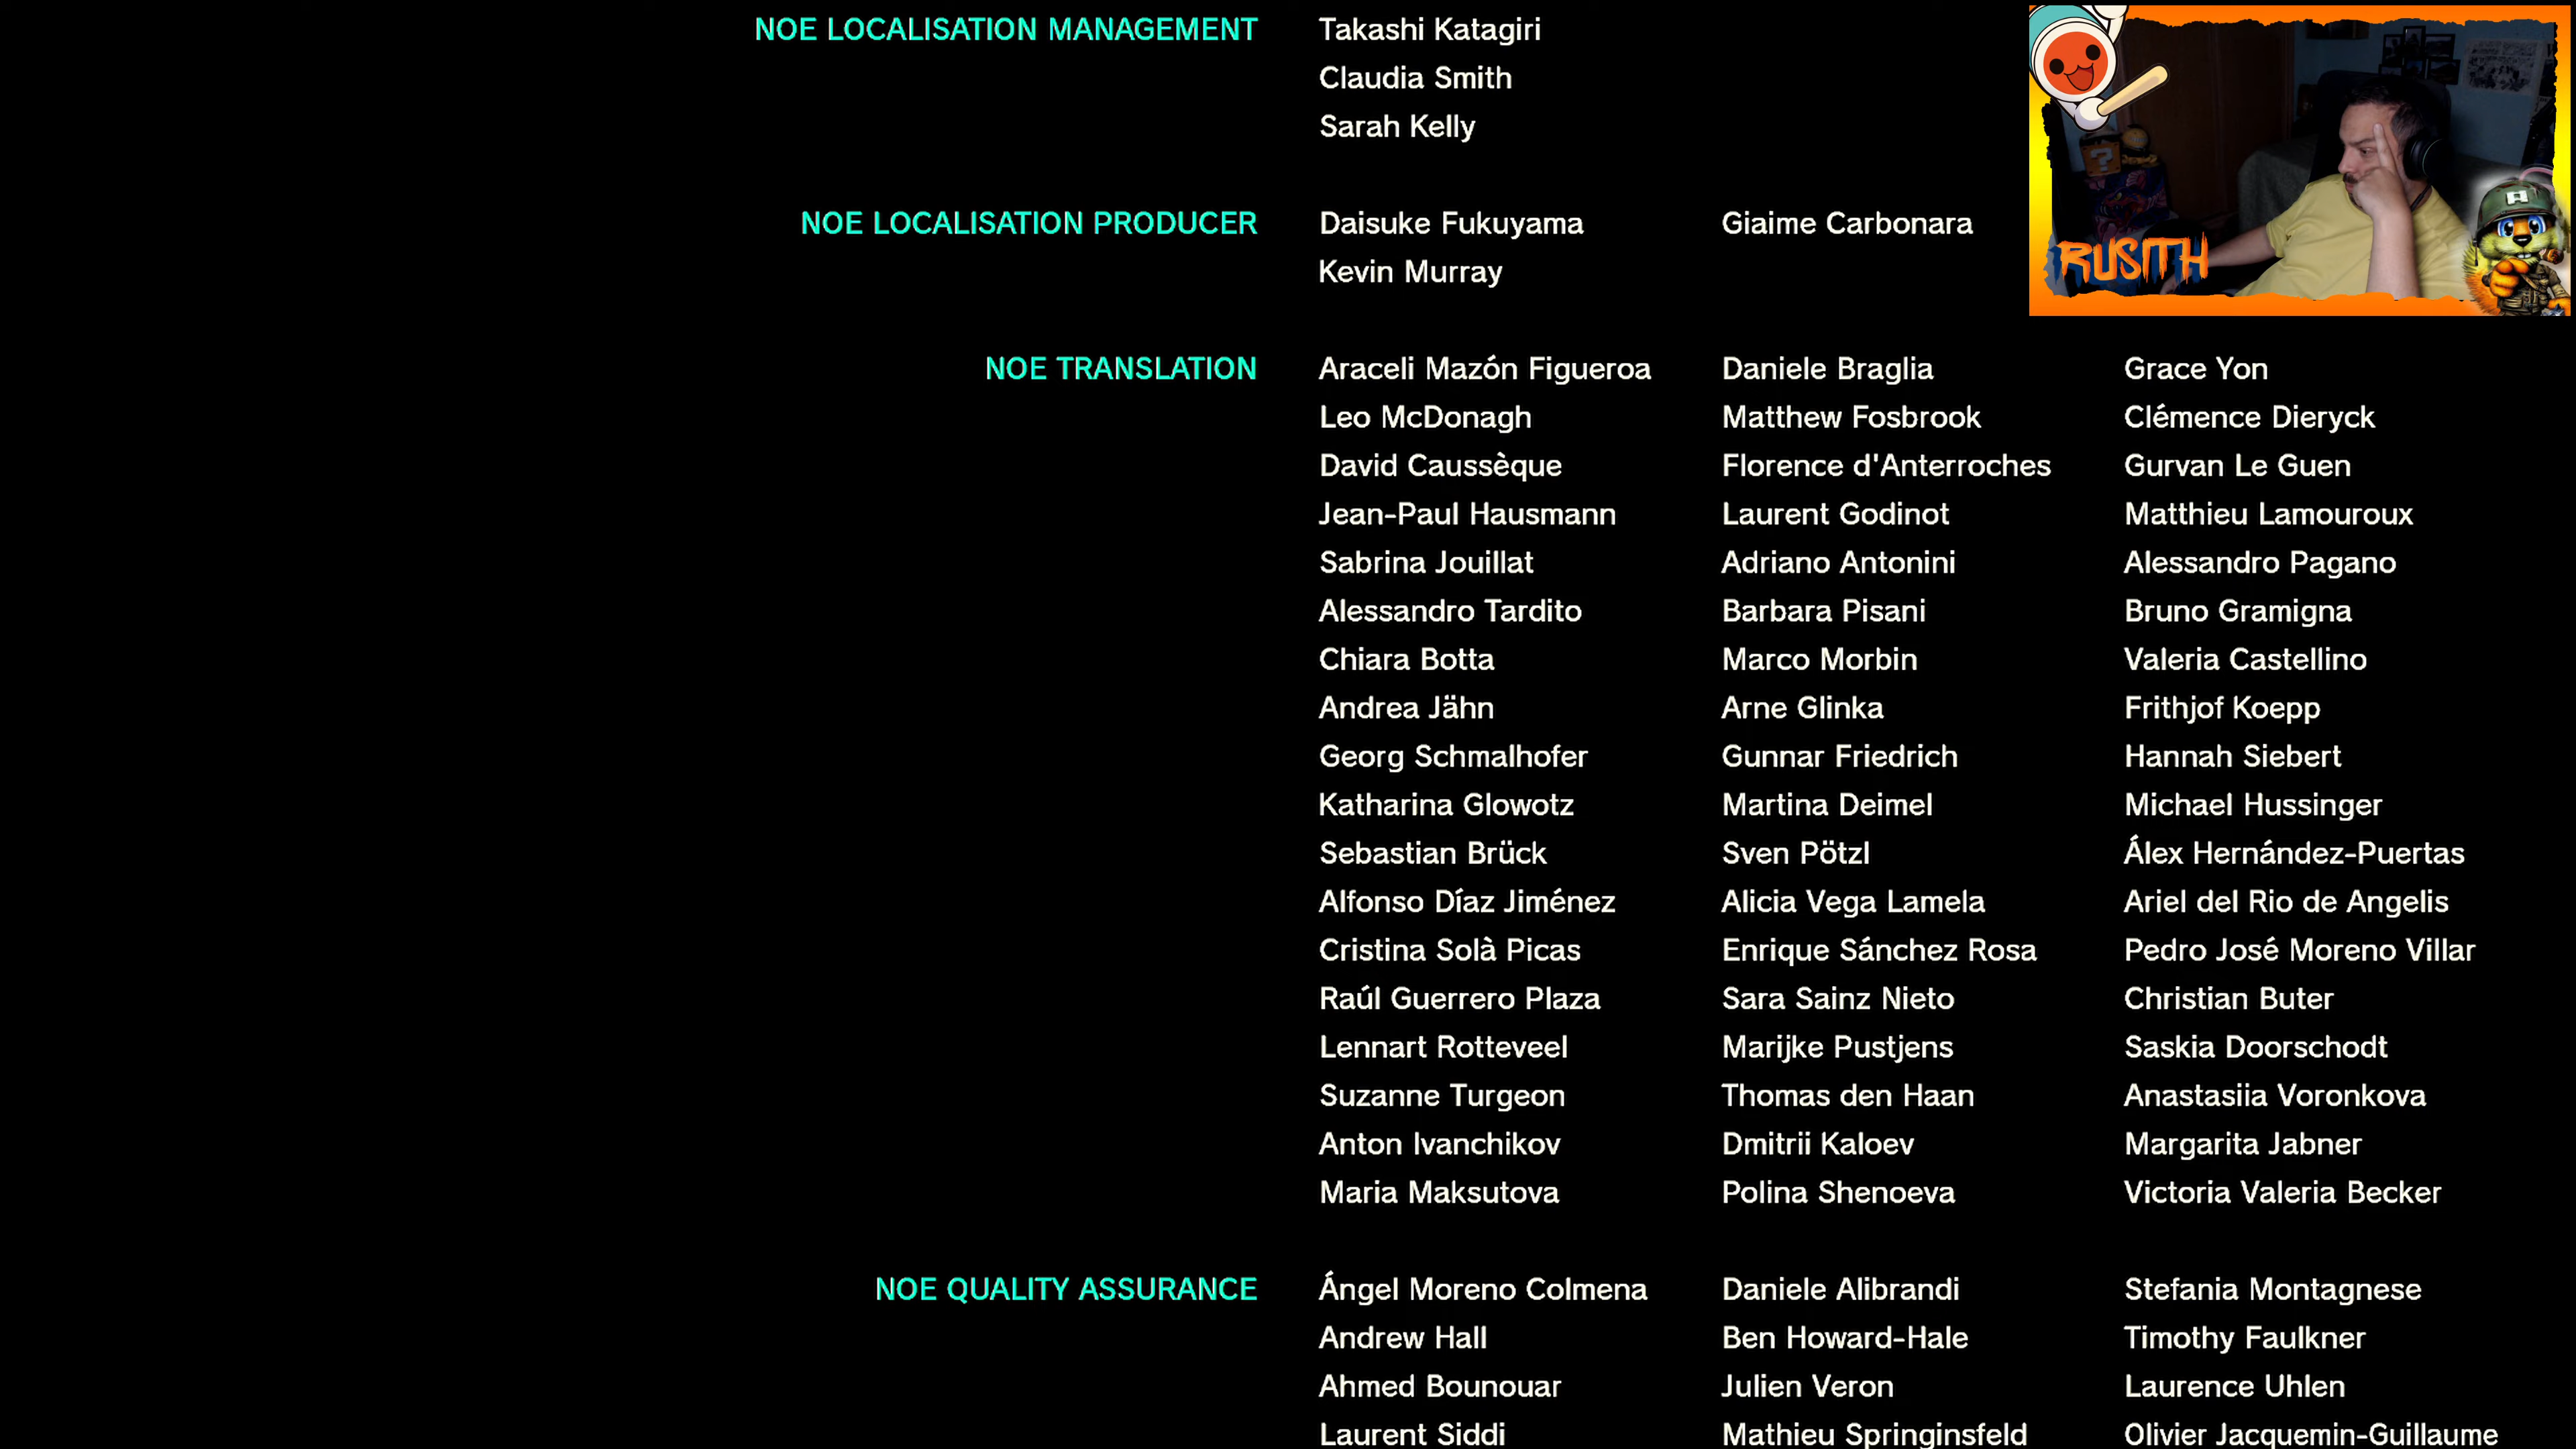 NOE LOCALISATION MANAGEMENT Takashi Katagiri
Claudia Smith
Sarah Kelly
NOE LOCALISATION PRODUCER Daisuke Fukuyama Giaime Carbonara
Kevin Murray
RUSITH
A
?
NOE TRANSLATION Araceli Mazón Figueroa Daniele Braglia Grace Yon
Leo McDonagh Matthew Fosbrook Clémence Dieryck
David Caussèque Florence d'Anterroches Gurvan Le Guen
Jean-Paul Hausmann Laurent Godinot Matthieu Lamouroux
Sabrina Jouillat Adriano Antonini Alessandro Pagano
Alessandro Tardito Barbara Pisani Bruno Gramigna
Chiara Botta Marco Morbin Valeria Castellino
Andrea Jähn Arne Glinka Frithjof Koepp
Georg Schmalhofer Gunnar Friedrich Hannah Siebert
Katharina Glowotz Martina Deimel Michael Hussinger
Sebastian Brück Sven Pötzl Álex Hernández-Puertas
Alfonso Díaz Jiménez Alicia Vega Lamela Ariel del Rio de Angelis
Cristina Solà Picas Enrique Sánchez Rosa Pedro José Moreno Villar
Raúl Guerrero Plaza Sara Sainz Nieto Christian Buter
Lennart Rotteveel Marijke Pustjens Saskia Doorschodt
Suzanne Turgeon Thomas den Haan Anastasiia Voronkova
Anton Ivanchikov Dmitrii Kaloev Margarita Jabner
Maria Maksutova Polina Shenoeva Victoria Valeria Becker
NOE QUALITY ASSURANCE Ángel Moreno Colmena Daniele Alibrandi Stefania Montagnese
Andrew Hall Ben Howard-Hale Timothy Faulkner
Ahmed Bounouar Julien Veron Laurence Uhlen
Laurent Siddi Mathieu Springinsfeld Olivier Jacquemin-Guillaume